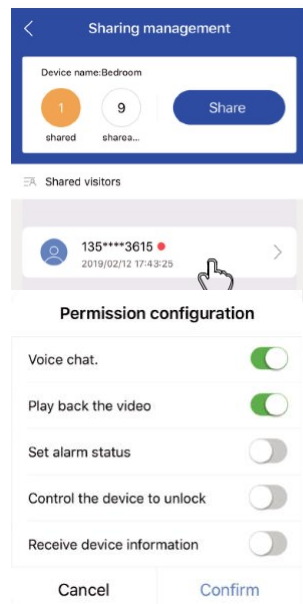 Sharing management
Device name:Bedroom
1
9
Share
shared
sharea...
Shared visitors
135****3615
2019/02/12 17:43:25
Permission configuration
Voice chat.
Play back the video
Set alarm status
Control the device to unlock
Receive device information
Cancel
Confirm